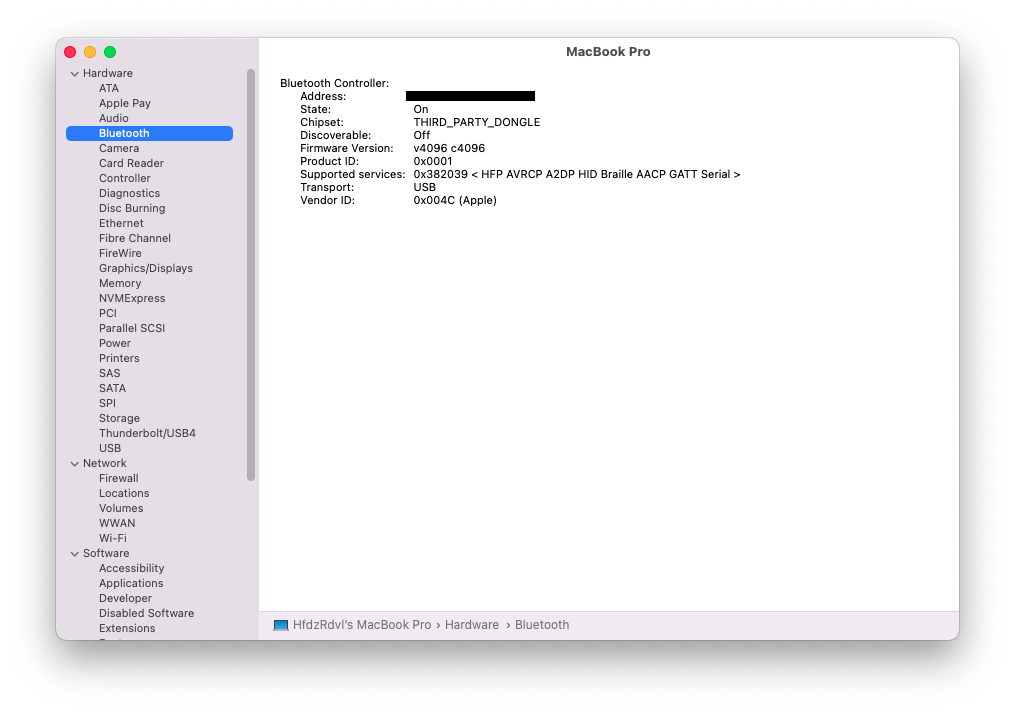 MacBook Pro
Hardware
ATA
Apple Pay
Audio
Bluetooth
Camera
Card Reader
Controller
Diagnostics
Disc Burning
Ethernet
Fibre Channel
FireWire
Graphics/Displays
Memory
NVMExpress
PCI
Parallel SCSI
Power
Printers
SAS
SATA
SPI
Storage
Thunderbolt/USB4
USB
Network
Firewall
Locations
Volumes
WWAN
Wi-Fi
Software
Accessibility
Applications
Developer
Disabled Software
Extensions
Bluetooth Controller:
Address:
State: On
Chipset: THIRD_PARTY_DONGLE
Discoverable: Off
Firmware Version: v4096 c4096
Product ID: 0x0001
Supported services: 0x382039 < HFP AVRCP A2DP HID Braille AACP GATT Serial >
Transport: USB
Vendor ID: 0x004C (Apple)
HfdzRdvl's MacBook Pro › Hardware › Bluetooth